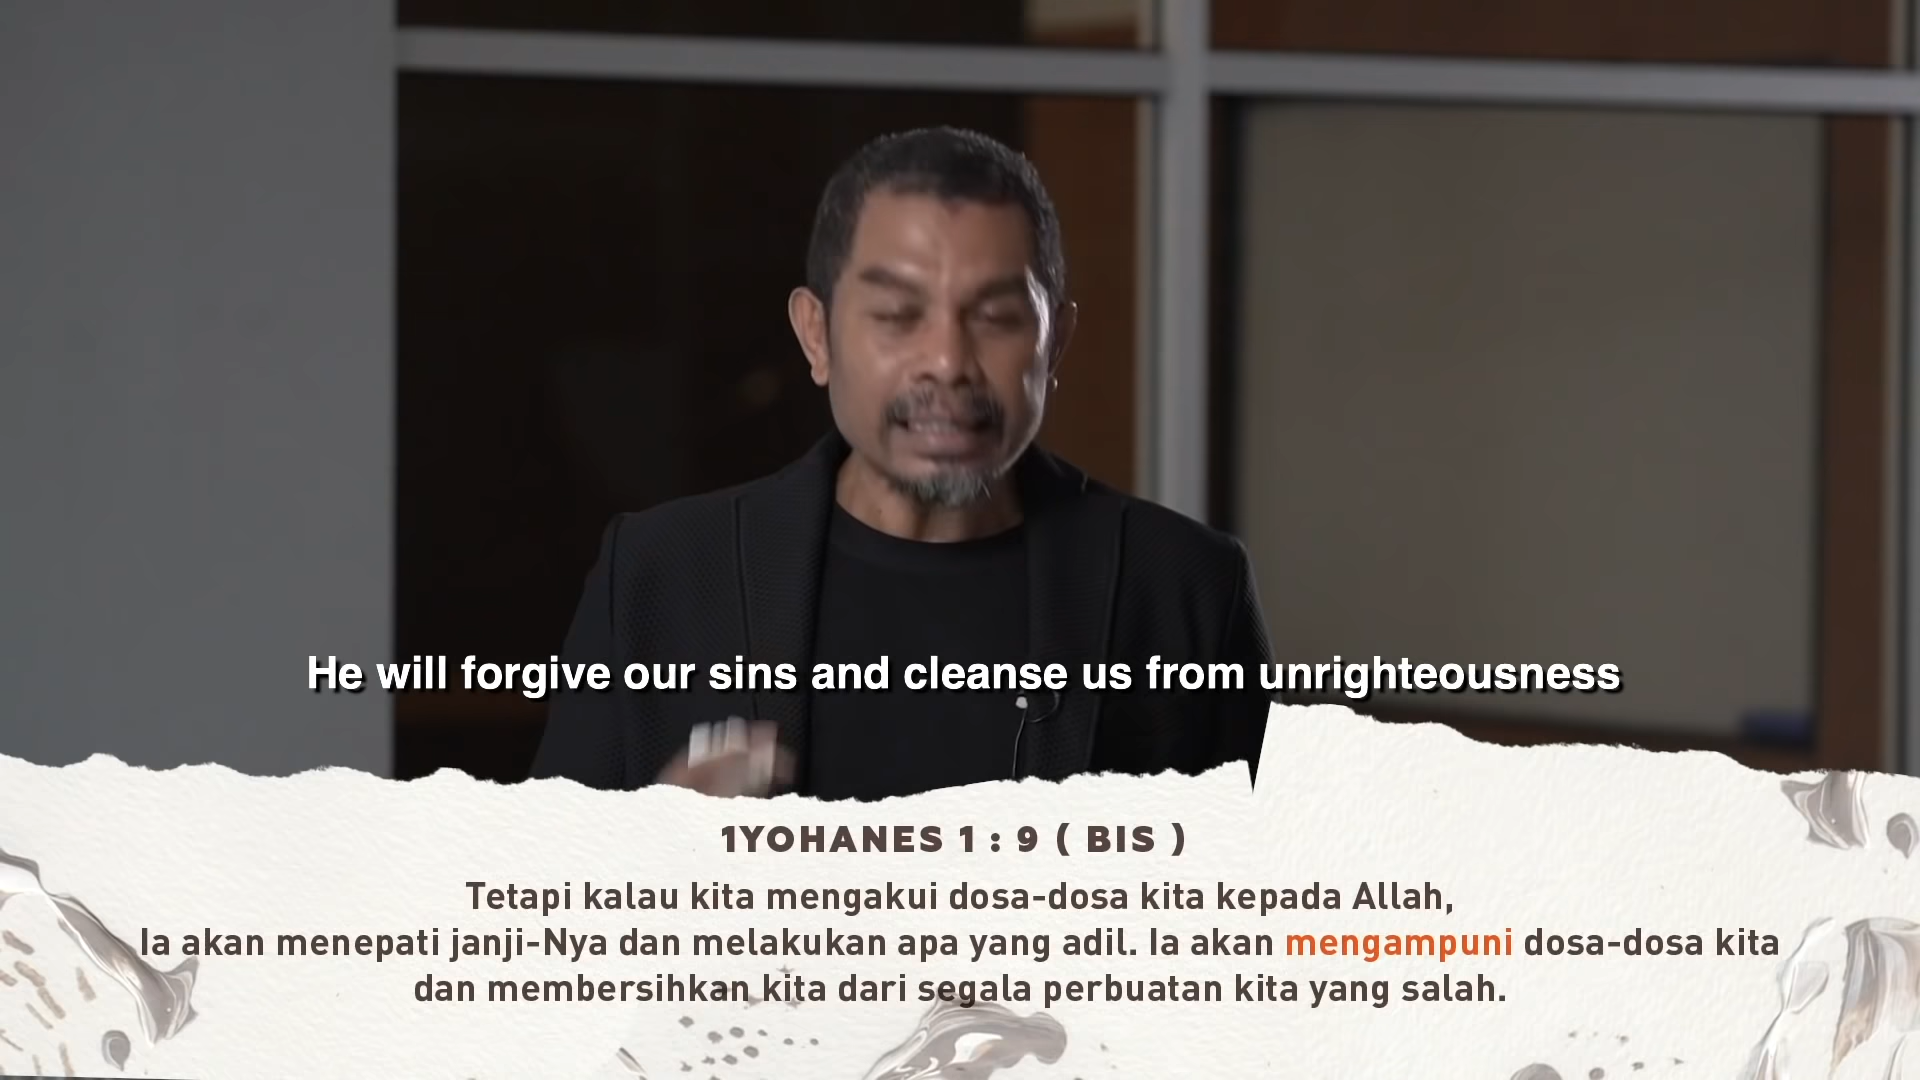 He will forgive our sins and cleanse us from unrighteousness
1YOHANES 1 : 9 ( BIS )
Tetapi kalau kita mengakui dosa-dosa kita kepada Allah,
Ia akan menepati janji-Nya dan melakukan apa yang adil. Ia akan mengampuni dosa-dosa kita
dan membersihkan kita dari segala perbuatan kita yang salah.